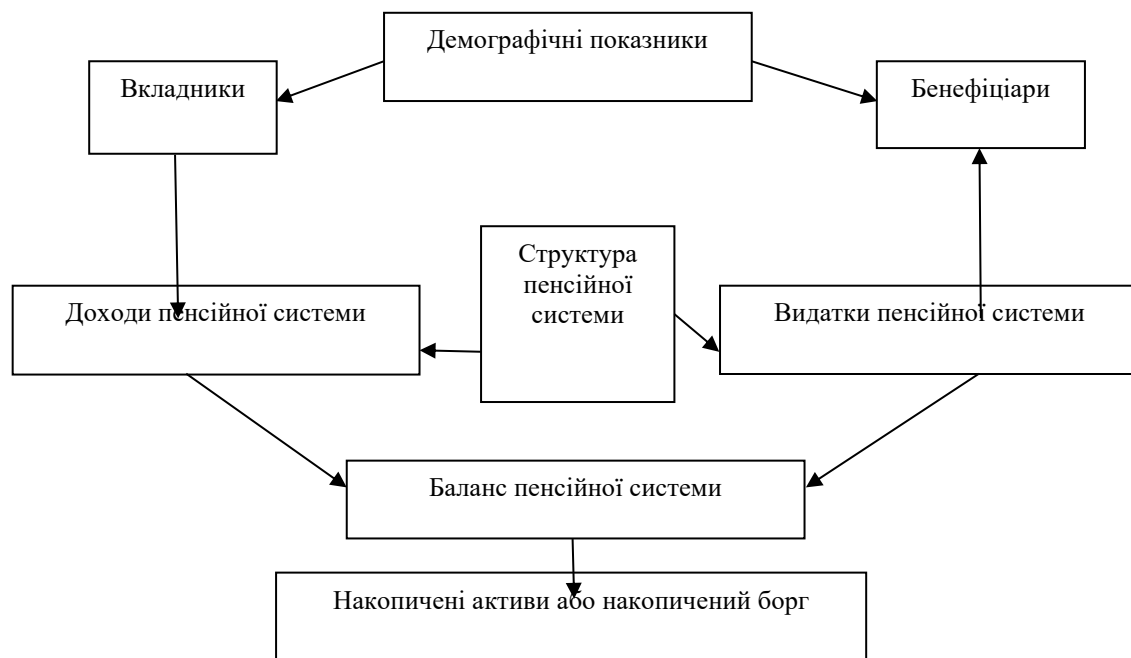 Демографічні показники
Вкладники
Бенефіціари
Структура
пенсійної
системи
Доходи пенсійної системи
Видатки пенсійної системи
Баланс пенсійної системи
Накопичені активи або накопичений борг